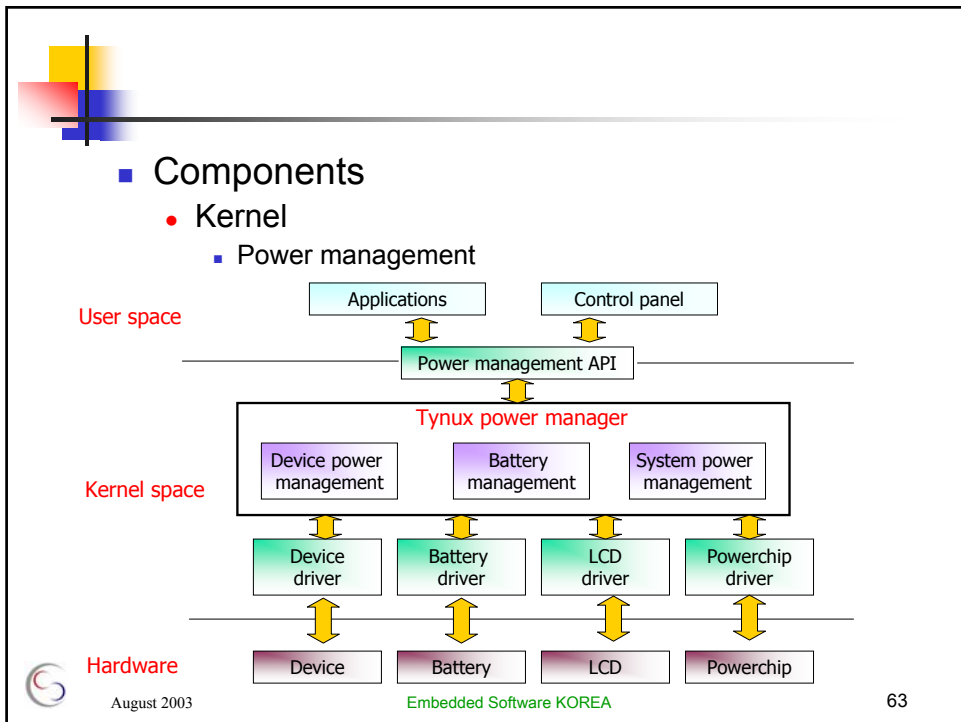 Components
Kernel
Power management
Applications
Control panel
User space
Power management API
Tynux power manager
Device power
management
Battery
management
System power
management
Kernel space
Device
driver
Battery
driver
LCD
driver
Powerchip
driver
Hardware
Device
Battery
LCD
Powerchip
August 2003
Embedded Software KOREA
63